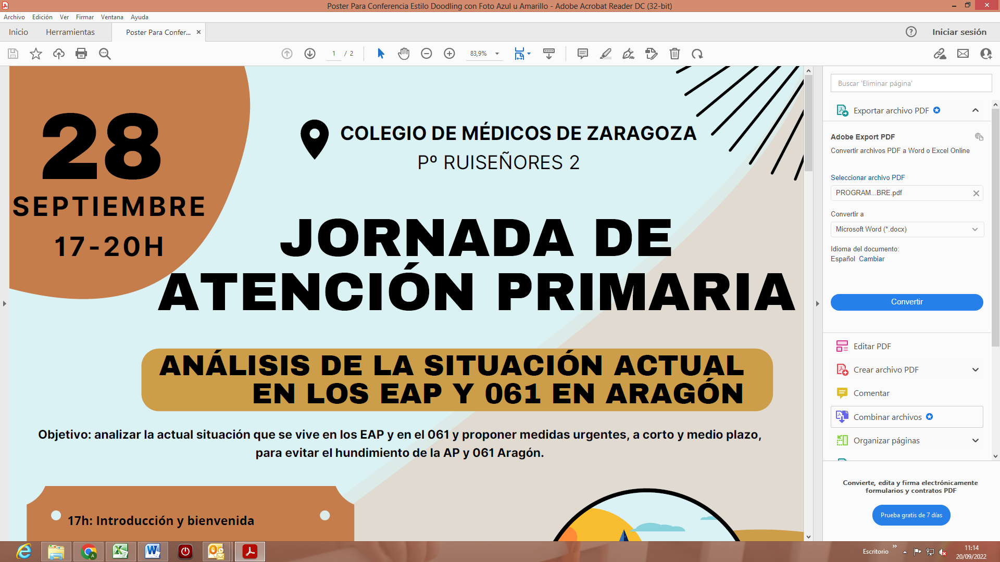 Poster Para Conferencia Estilo Doodling con Foto Azul u Amarillo - Adobe Acrobat Reader DC (32-bit)
Archivo Edición Ver Firmar Ventana Ayuda
Inicio Herramientas Poster Para Confer... Iniciar sesión
1 / 2 83,9%
28
SEPTIEMBRE
17-20H
COLEGIO DE MÉDICOS DE ZARAGOZA
Pº RUISEÑORES 2
JORNADA DE
ATENCIÓN PRIMARIA
ANÁLISIS DE LA SITUACIÓN ACTUAL
EN LOS EAP Y 061 EN ARAGÓN
Objetivo: analizar la actual situación que se vive en los EAP y en el 061 y proponer medidas urgentes, a corto y medio plazo,
para evitar el hundimiento de la AP y 061 Aragón.
17h: Introducción y bienvenida
Buscar 'Eliminar página'
Exportar archivo PDF
Adobe Export PDF
Convertir archivos PDF a Word o Excel Online
Seleccionar archivo PDF
PROGRAM...BRE.pdf
Convertir a
Microsoft Word (*.docx)
Idioma del documento:
Español Cambiar
Convertir
Editar PDF
Crear archivo PDF
Comentar
Combinar archivos
Organizar páginas
Convierte, edita y firma electrónicamente
formularios y contratos PDF
Prueba gratis de 7 días
Escritorio
11:14
20/09/2022